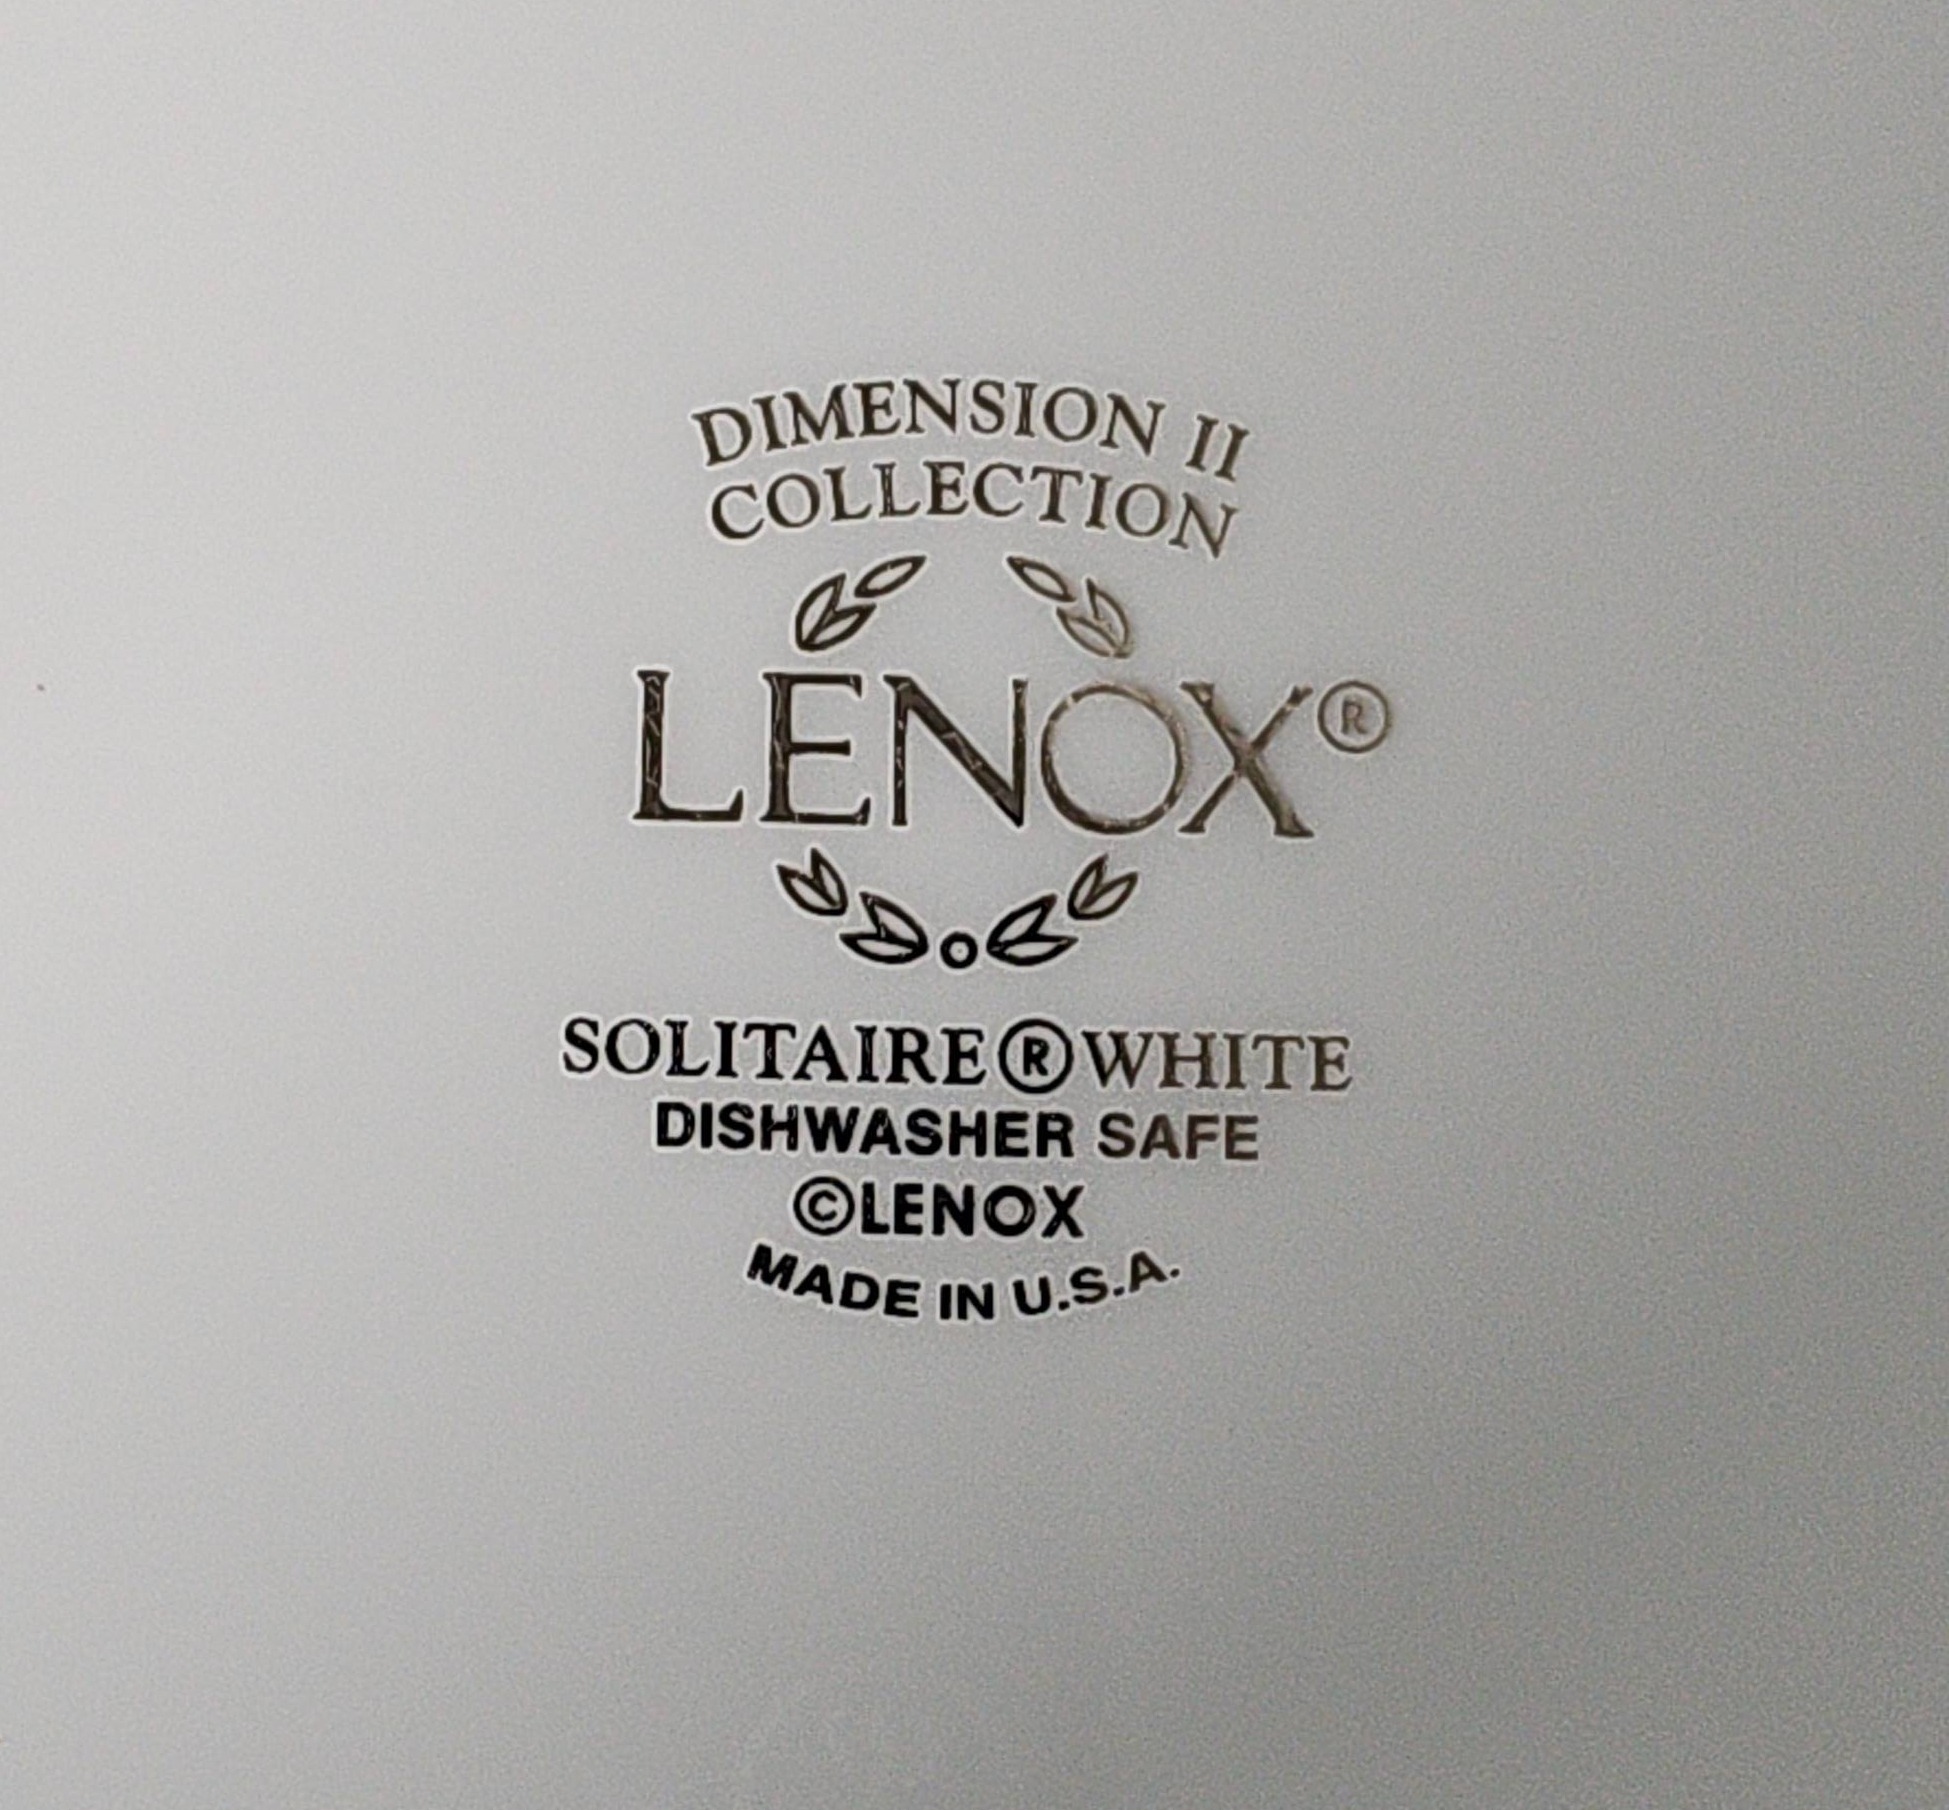 DIMENSION II
COLLECTION
LENOX®
SOLITAIRE®WHITE
DISHWASHER SAFE
©LENOX
MADE IN U.S.A.